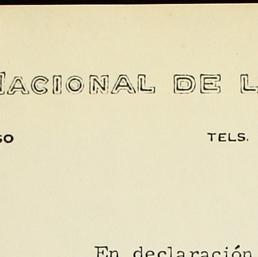 NACIONAL DE L
SO
TELS.
En declaración